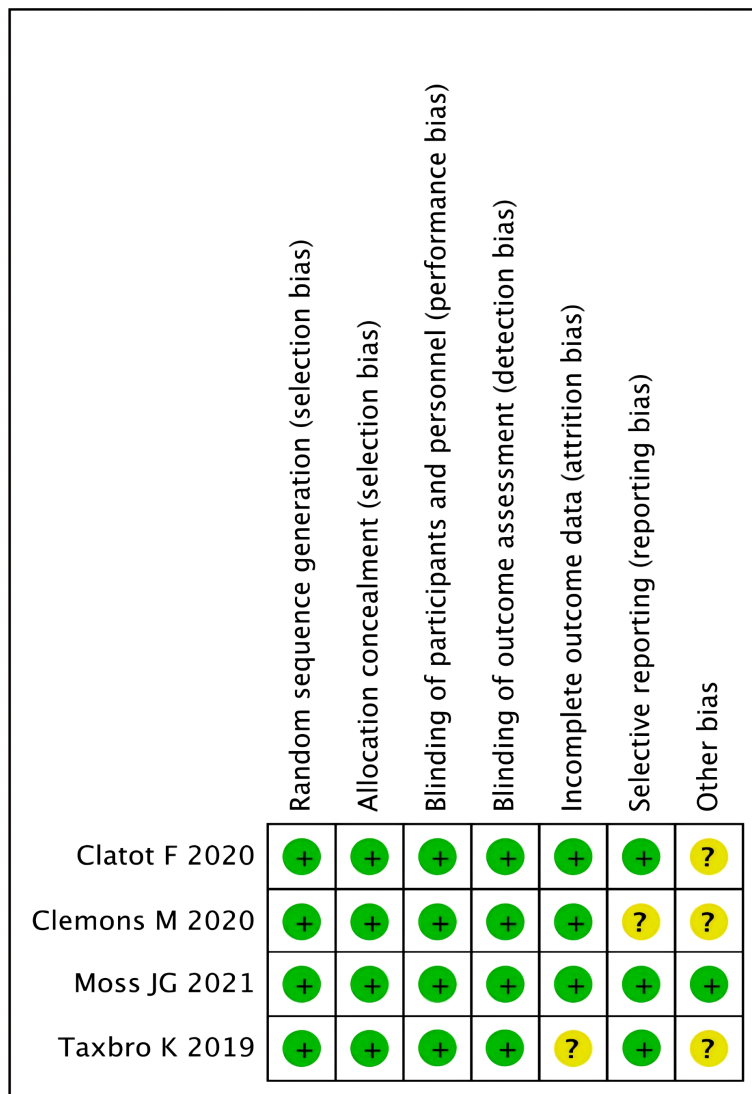 Random sequence generation (selection bias)
Allocation concealment (selection bias)
Blinding of participants and personnel (performance bias)
Blinding of outcome assessment (detection bias)
Incomplete outcome data (attrition bias)
Selective reporting (reporting bias)
Other bias
Clatot F 2020 + + + + + + ?
Clemons M 2020 + + + + + ? ?
Moss JG 2021 + + + + + + +
Taxbro K 2019 + + + + ? + ?